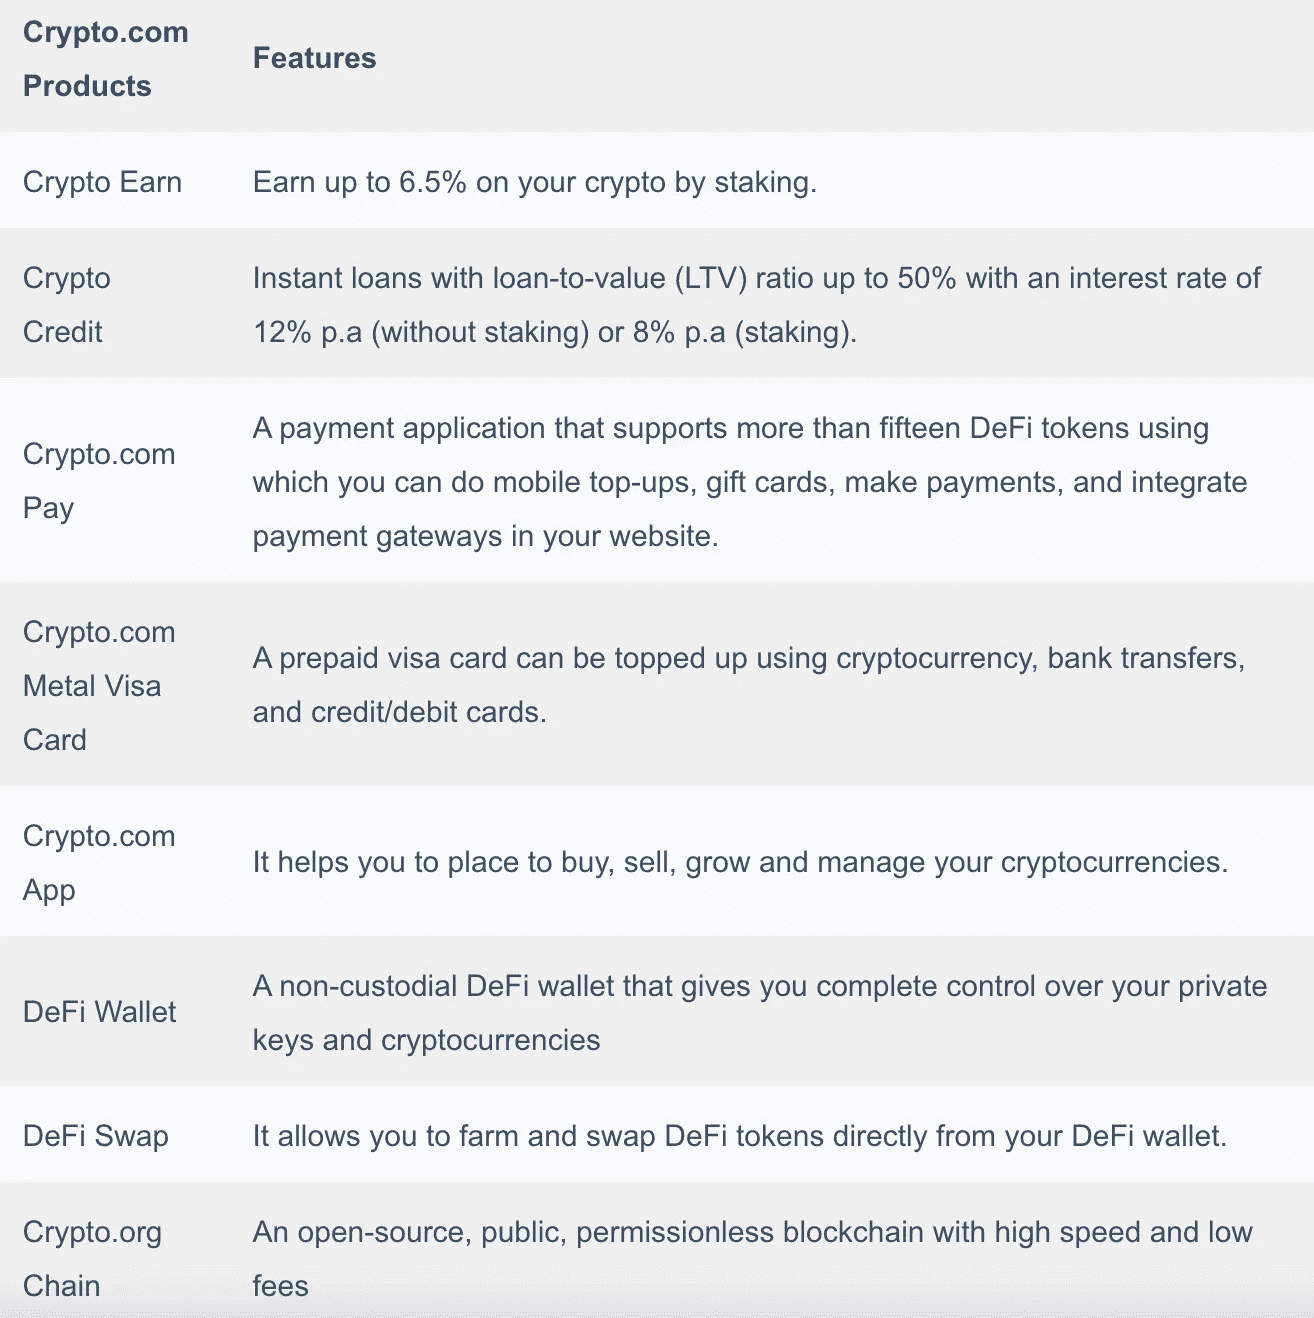 Crypto.com
Products
Features
Crypto Earn
Earn up to 6.5% on your crypto by staking.
Crypto
Credit
Instant loans with loan-to-value (LTV) ratio up to 50% with an interest rate of
12% p.a (without staking) or 8% p.a (staking).
Crypto.com
Pay
A payment application that supports more than fifteen DeFi tokens using
which you can do mobile top-ups, gift cards, make payments, and integrate
payment gateways in your website.
Crypto.com
Metal Visa
Card
A prepaid visa card can be topped up using cryptocurrency, bank transfers,
and credit/debit cards.
Crypto.com
App
It helps you to place to buy, sell, grow and manage your cryptocurrencies.
DeFi Wallet
A non-custodial DeFi wallet that gives you complete control over your private
keys and cryptocurrencies
DeFi Swap
It allows you to farm and swap DeFi tokens directly from your DeFi wallet.
Crypto.org
Chain
An open-source, public, permissionless blockchain with high speed and low
fees